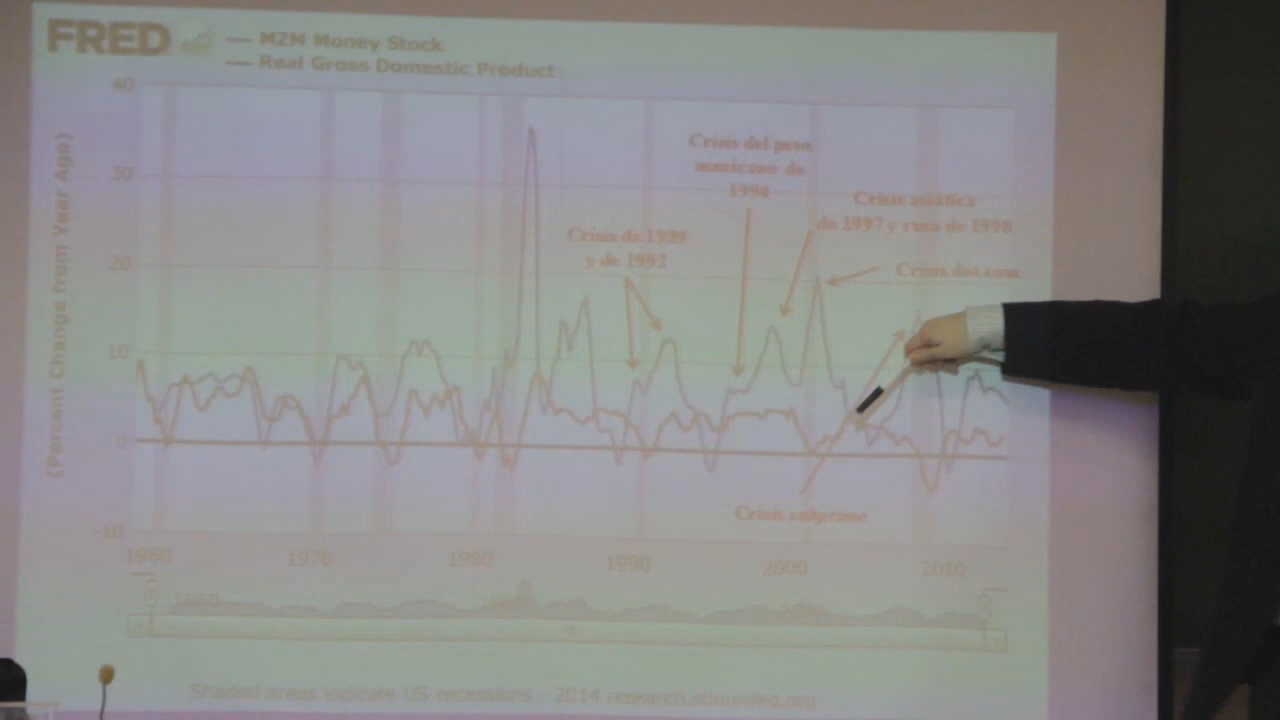 FRED
— MZM Money Stock
— Real Gross Domestic Product
(Percent Change from Year Ago)
40
30
20
10
0
-10
Crisis del peso
mexicano de
1994
Crisis asiática
de 1997 y rusa de 1998
Crisis de 1989
y de 1992
Crisis dot com
Crisis subprime
1960
1970
1980
1990
2000
2010
Shaded areas indicate US recessions 2014 research.stlouisfed.org